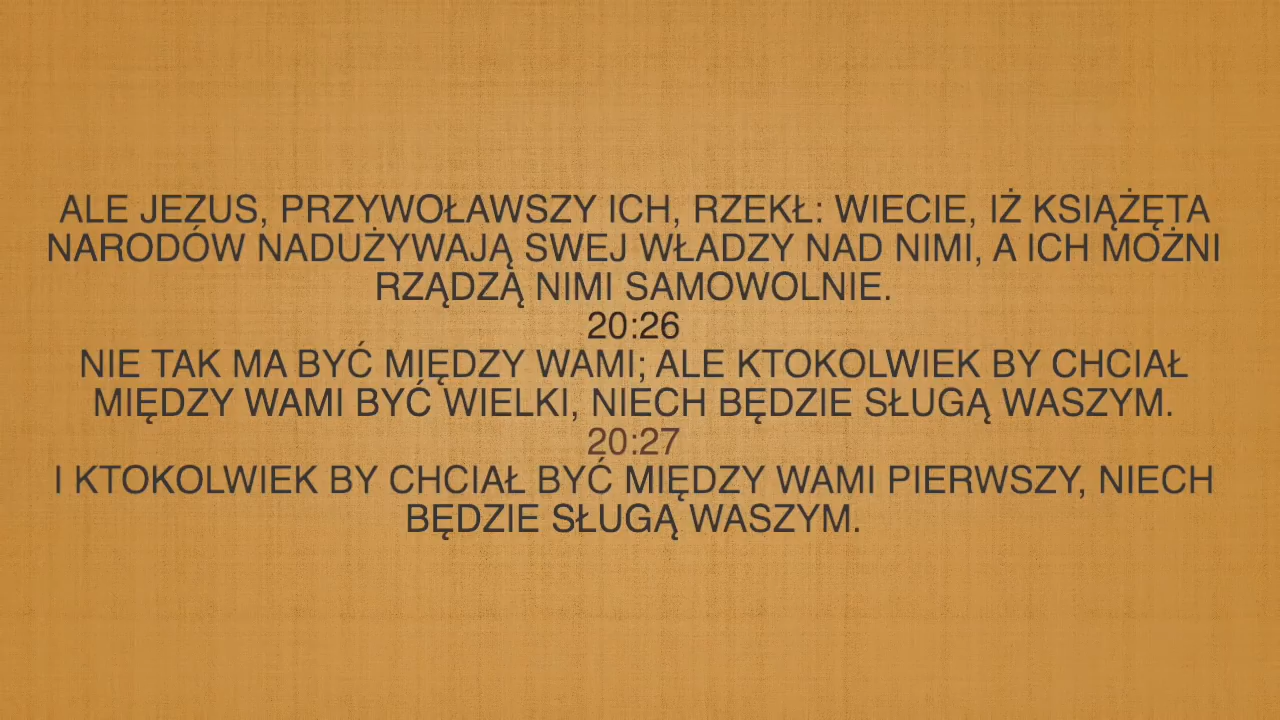 ALE JEZUS, PRZYWOŁAWSZY ICH, RZEKŁ: WIECIE, IŻ KSIĄŻĘTA
NARODÓW NADUŻYWAJĄ SWEJ WŁADZY NAD NIMI, A ICH MOŻNI
RZĄDZĄ NIMI SAMOWOLNIE.
20:26
NIE TAK MA BYĆ MIĘDZY WAMI; ALE KTOKOLWIEK BY CHCIAŁ
MIĘDZY WAMI BYĆ WIELKI, NIECH BĘDZIE SŁUGĄ WASZYM.
20:27
I KTOKOLWIEK BY CHCIAŁ BYĆ MIĘDZY WAMI PIERWSZY, NIECH
BĘDZIE SŁUGĄ WASZYM.